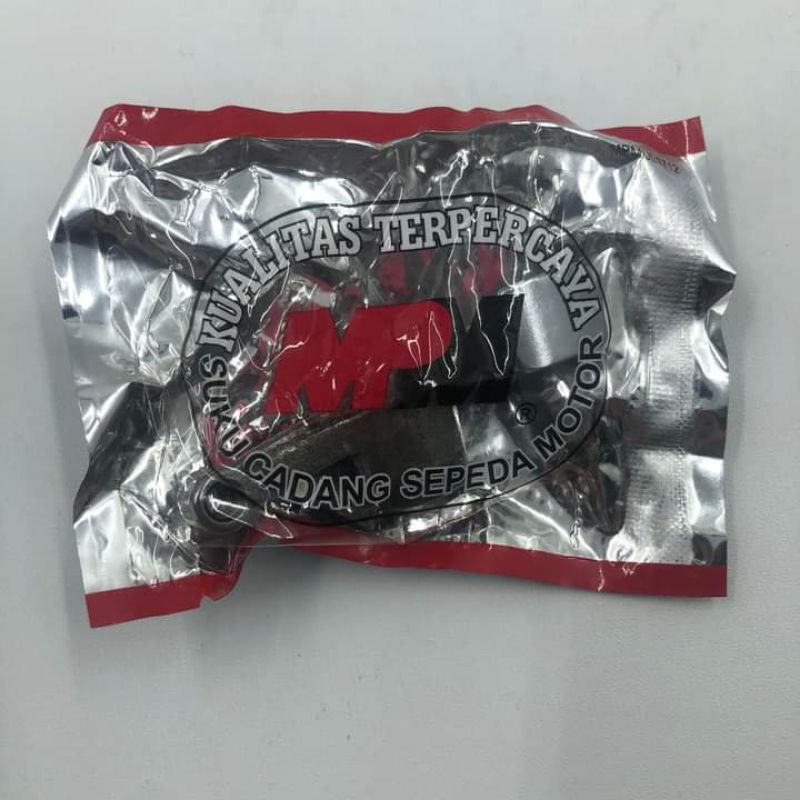 KUALITAS TERPERCAYA
MPM
®
SUKU CADANG SEPEDA MOTOR